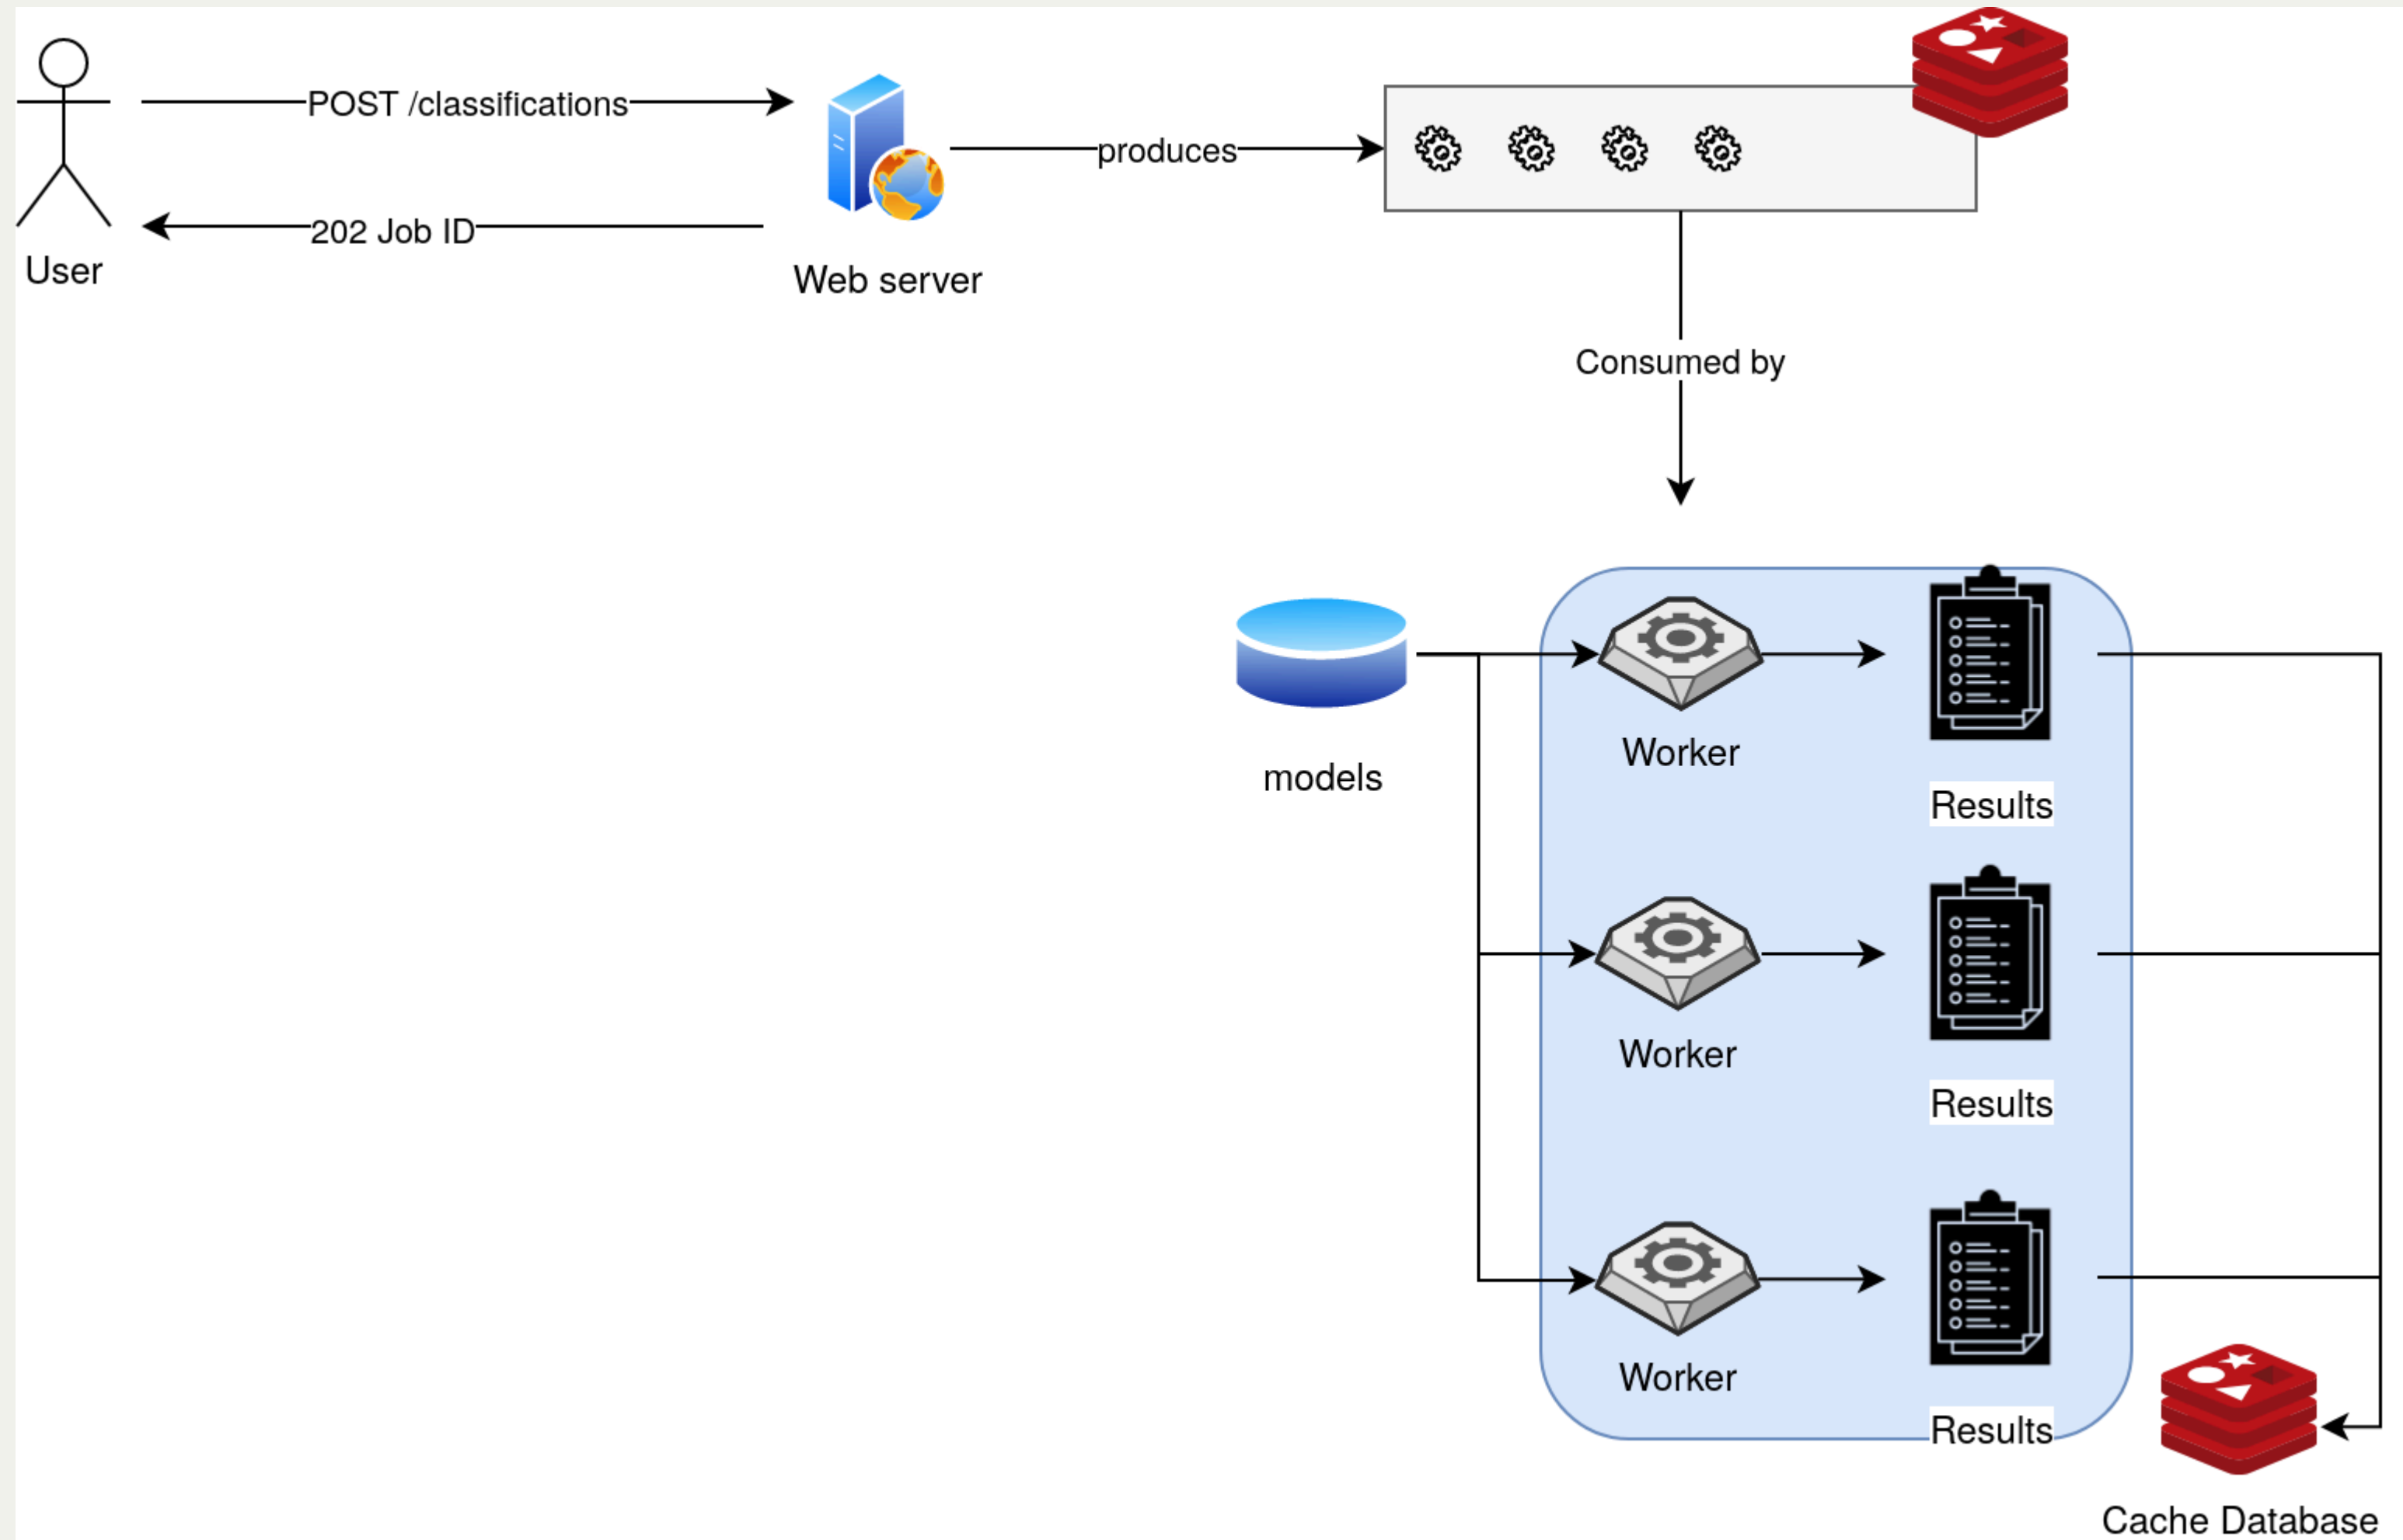 POST /classifications
202 Job ID
User
Web server
produces
Consumed by
models
Worker
Results
Worker
Results
Worker
Results
Cache Database